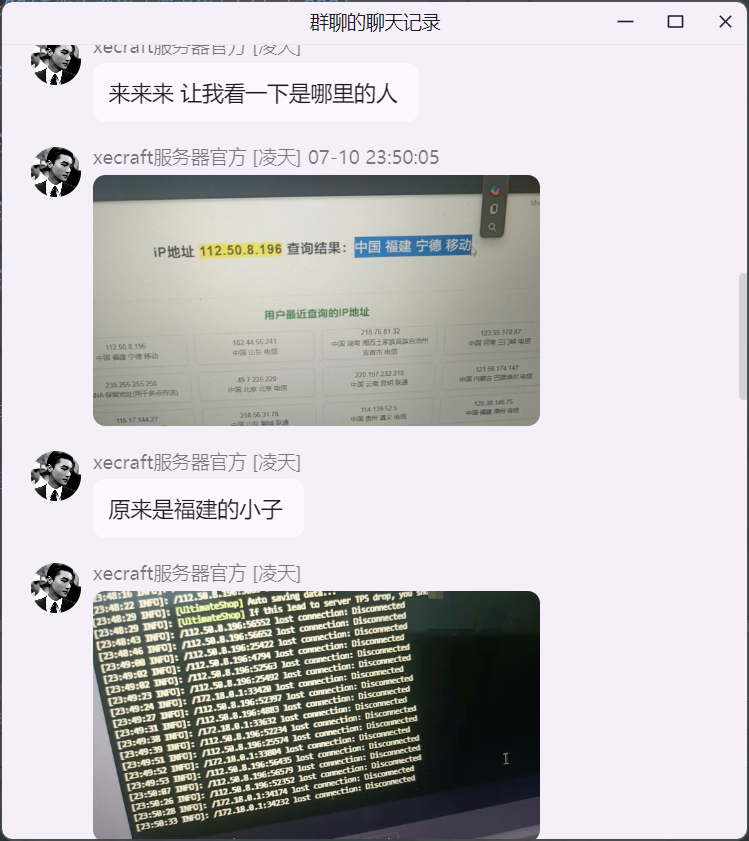 群聊的聊天记录
xecraft服务器官方 [凌天]
来来来 让我看一下是哪里的人
xecraft服务器官方 [凌天] 07-10 23:50:05
iP地址 112.50.8.196 查询结果： 中国 福建 宁德 移动
用户最近查询的IP地址
112.50.8.196
中国 福建 宁德 移动
182.44.55.241
中国 山东 电信
218.76.81.32
中国 湖南 湘西土家族苗族自治州
吉首市 电信
123.55.178.87
中国 河南 三门峡 电信
239.255.255.250
49.7.226.220
中国 北京 北京 电信
220.197.232.210
中国 云南 昆明 联通
121.56.174.147
中国 内蒙古 巴彦淖尔 电信
116.17.144.27
218.56.31.78
中国 山东 聊城 联通
114.139.52.5
中国 贵州 遵义 电信
xecraft服务器官方 [凌天]
原来是福建的小子
xecraft服务器官方 [凌天]
[23:48:22 INFO]: [UltimateShop] Auto saving data...
[23:48:29 INFO]: [UltimateShop] If this lead to server TPS drop, you
[23:48:29 INFO]: /112.50.8.196:56552 lost connection: Disconnected
[23:48:43 INFO]: /112.50.8.196:56652 lost connection: Disconnected
[23:48:46 INFO]: /112.50.8.196:25422 lost connection: Disconnected
[23:49:00 INFO]: /112.50.8.196:4794 lost connection: Disconnected
[23:49:02 INFO]: /112.50.8.196:52563 lost connection: Disconnected
[23:49:02 INFO]: /112.50.8.196:25492 lost connection: Disconnected
[23:49:23 INFO]: /172.18.0.1:33420 lost connection: Disconnected
[23:49:24 INFO]: /112.50.8.196:52397 lost connection: Disconnected
[23:49:27 INFO]: /112.50.8.196:4883 lost connection: Disconnected
[23:49:31 INFO]: /172.18.0.1:33632 lost connection: Disconnected
[23:49:38 INFO]: /112.50.8.196:52234 lost connection: Disconnected
[23:49:39 INFO]: /112.50.8.196:25574 lost connection: Disconnected
[23:49:51 INFO]: /172.18.0.1:33804 lost connection: Disconnected
[23:49:52 INFO]: /112.50.8.196:56435 lost connection: Disconnected
[23:49:53 INFO]: /112.50.8.196:56579 lost connection: Disconnected
[23:50:07 INFO]: /112.50.8.196:52352 lost connection: Disconnected
[23:50:26 INFO]: /172.18.0.1:34174 lost connection: Disconnected
[23:50:28 INFO]: /172.18.0.1:34232 lost connection: Disconnected
[23:50:33 INFO]: